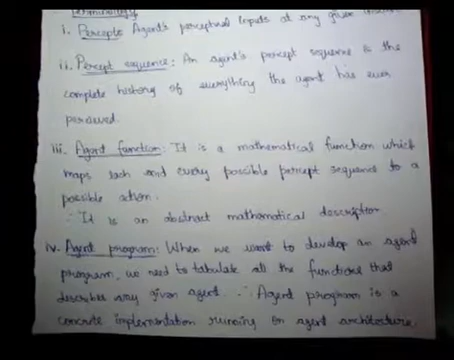 Terminology
i. Percepts Agent's perceptual Inputs at any given
ii. Percept sequence : An agent's percept sequene is the
complete history of everything the agent has ever
perceived.
iii. Agent function : It is a mathematical function which
maps each and every possible percept sequence to a
possible action.
∴ It is an abstract mathematical description
iv. Agent program : When we want to develop an agent
program, we need to tabulate all the functions that
describes any given agent. ∴ Agent program is a
concrete implementation running on agent architecture.